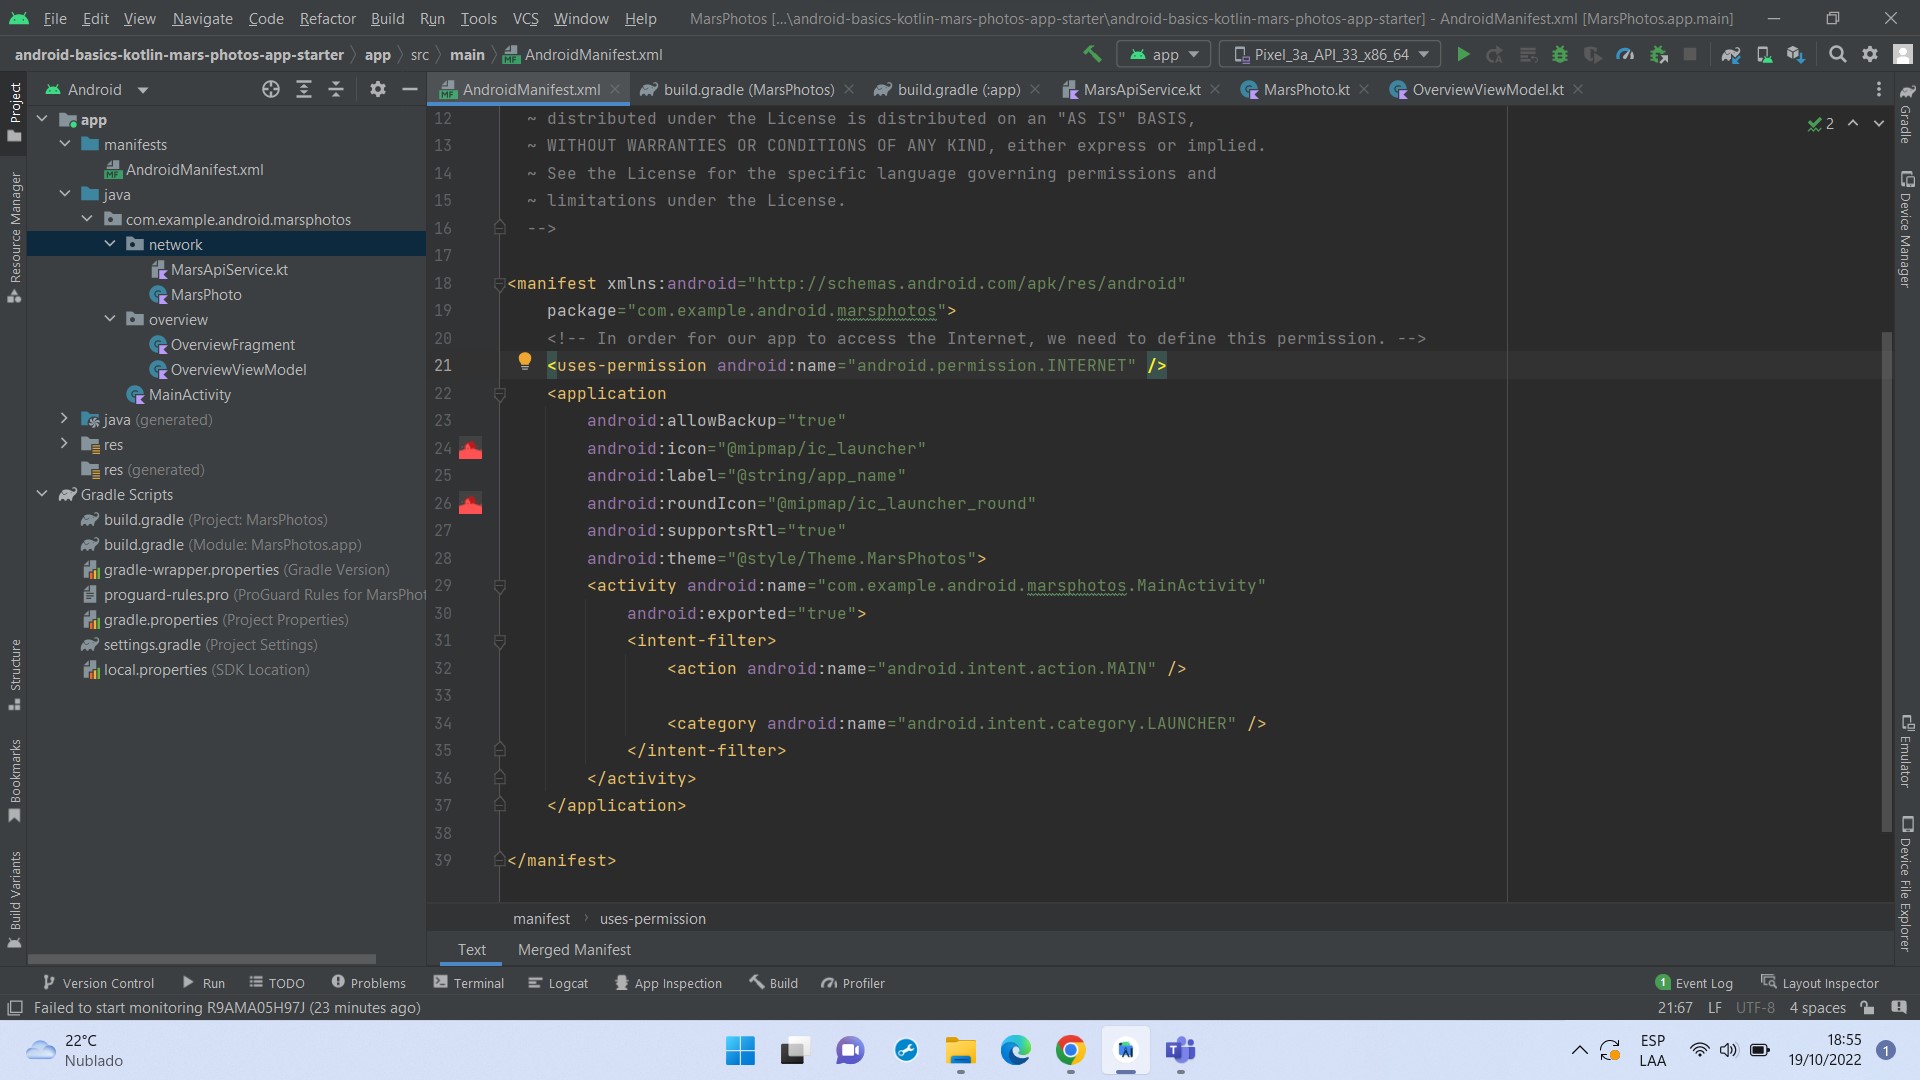 File Edit View Navigate Code Refactor Build Run Tools VCS Window Help MarsPhotos [...\android-basics-kotlin-mars-photos-app-starter\android-basics-kotlin-mars-photos-app-starter] - AndroidManifest.xml [MarsPhotos.app.main]
android-basics-kotlin-mars-photos-app-starter app src main AndroidManifest.xml app Pixel_3a_API_33_x86_64
Project
Android
AndroidManifest.xml build.gradle (MarsPhotos) build.gradle (:app) MarsApiService.kt MarsPhoto.kt OverviewViewModel.kt
app
manifests
AndroidManifest.xml
java
com.example.android.marsphotos
network
MarsApiService.kt
MarsPhoto
overview
OverviewFragment
OverviewViewModel
MainActivity
java (generated)
res
res (generated)
Gradle Scripts
build.gradle (Project: MarsPhotos)
build.gradle (Module: MarsPhotos.app)
gradle-wrapper.properties (Gradle Version)
proguard-rules.pro (ProGuard Rules for MarsPhot
gradle.properties (Project Properties)
settings.gradle (Project Settings)
local.properties (SDK Location)
Resource Manager
Structure
Bookmarks
Build Variants
12 ~ distributed under the License is distributed on an "AS IS" BASIS,
13 ~ WITHOUT WARRANTIES OR CONDITIONS OF ANY KIND, either express or implied.
14 ~ See the License for the specific language governing permissions and
15 ~ limitations under the License.
16 -->
17
18 <manifest xmlns:android="http://schemas.android.com/apk/res/android"
19 package="com.example.android.marsphotos">
20 <!-- In order for our app to access the Internet, we need to define this permission. -->
21 <uses-permission android:name="android.permission.INTERNET" />
22 <application
23 android:allowBackup="true"
24 android:icon="@mipmap/ic_launcher"
25 android:label="@string/app_name"
26 android:roundIcon="@mipmap/ic_launcher_round"
27 android:supportsRtl="true"
28 android:theme="@style/Theme.MarsPhotos">
29 <activity android:name="com.example.android.marsphotos.MainActivity"
30 android:exported="true">
31 <intent-filter>
32 <action android:name="android.intent.action.MAIN" />
33
34 <category android:name="android.intent.category.LAUNCHER" />
35 </intent-filter>
36 </activity>
37 </application>
38
39 </manifest>
2
Gradle
Device Manager
Emulator
Device File Explorer
manifest uses-permission
Text Merged Manifest
Version Control Run TODO Problems Terminal Logcat App Inspection Build Profiler 1 Event Log Layout Inspector
Failed to start monitoring R9AMA05H97J (23 minutes ago) 21:67 LF UTF-8 4 spaces
22°C
Nublado
ESP
LAA
18:55
19/10/2022
1